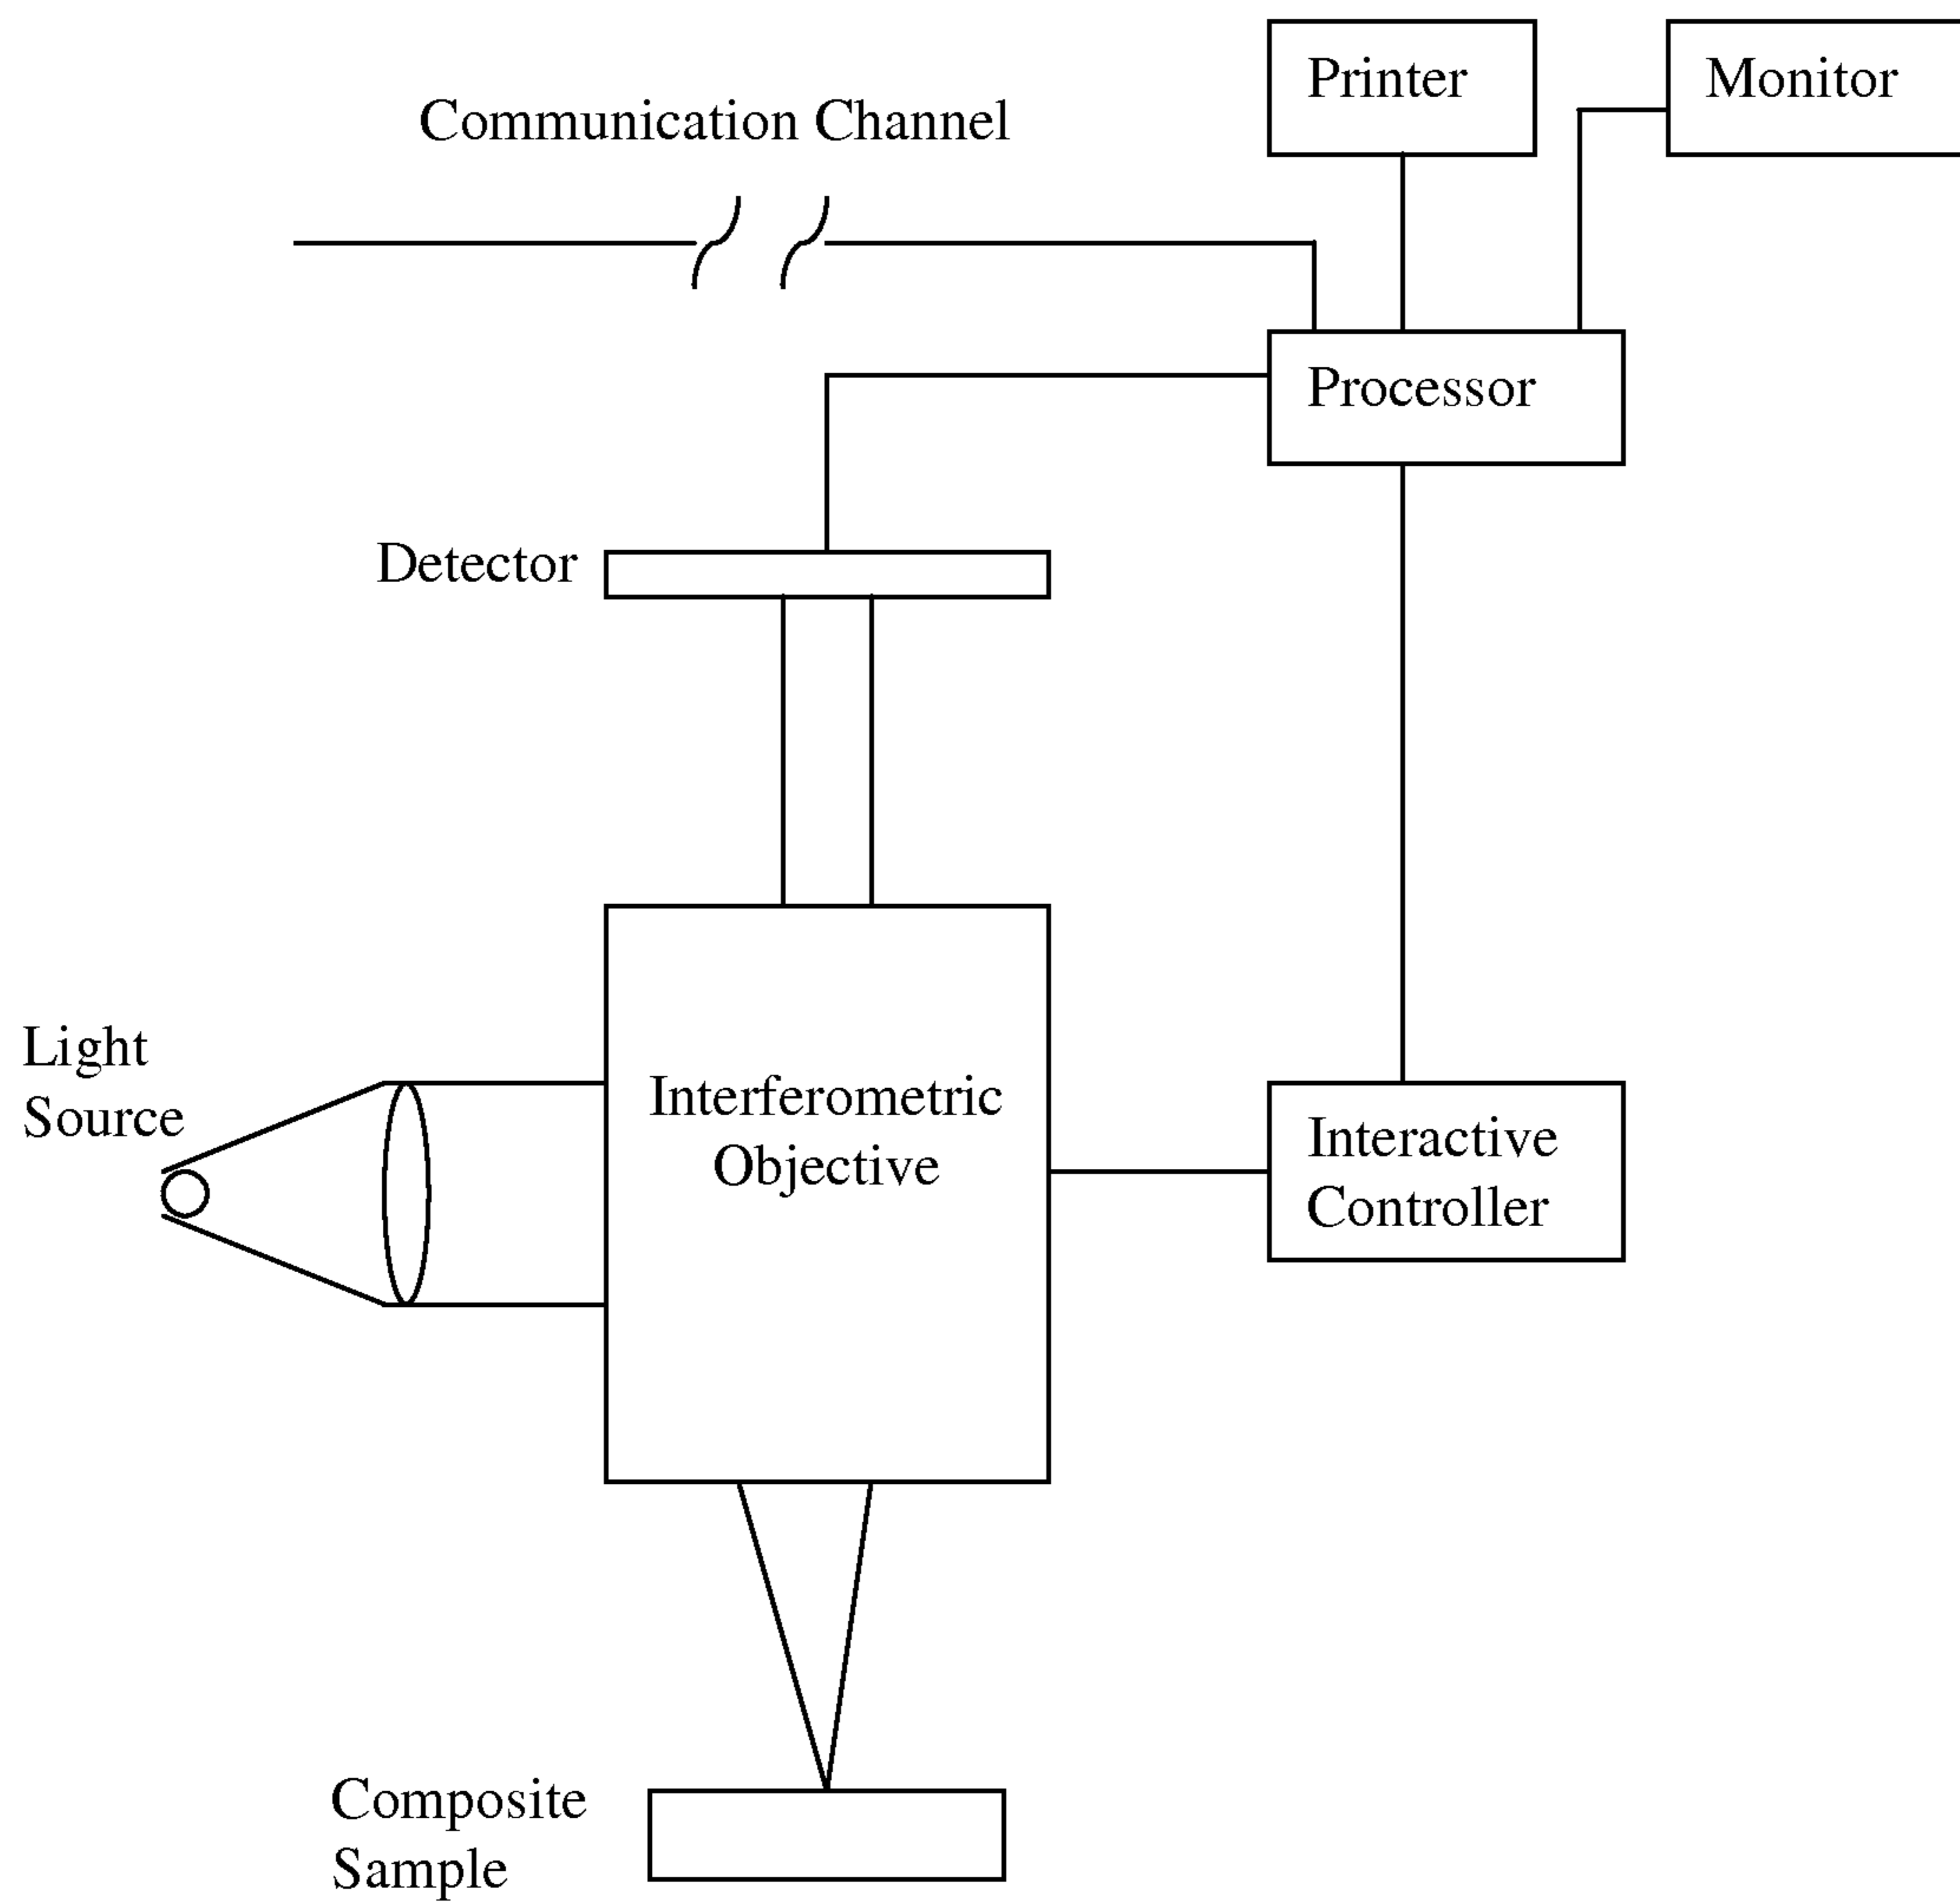 Printer
Monitor
Communication Channel
Processor
Detector
Light
Source
Interferometric
Objective
Interactive
Controller
Composite
Sample